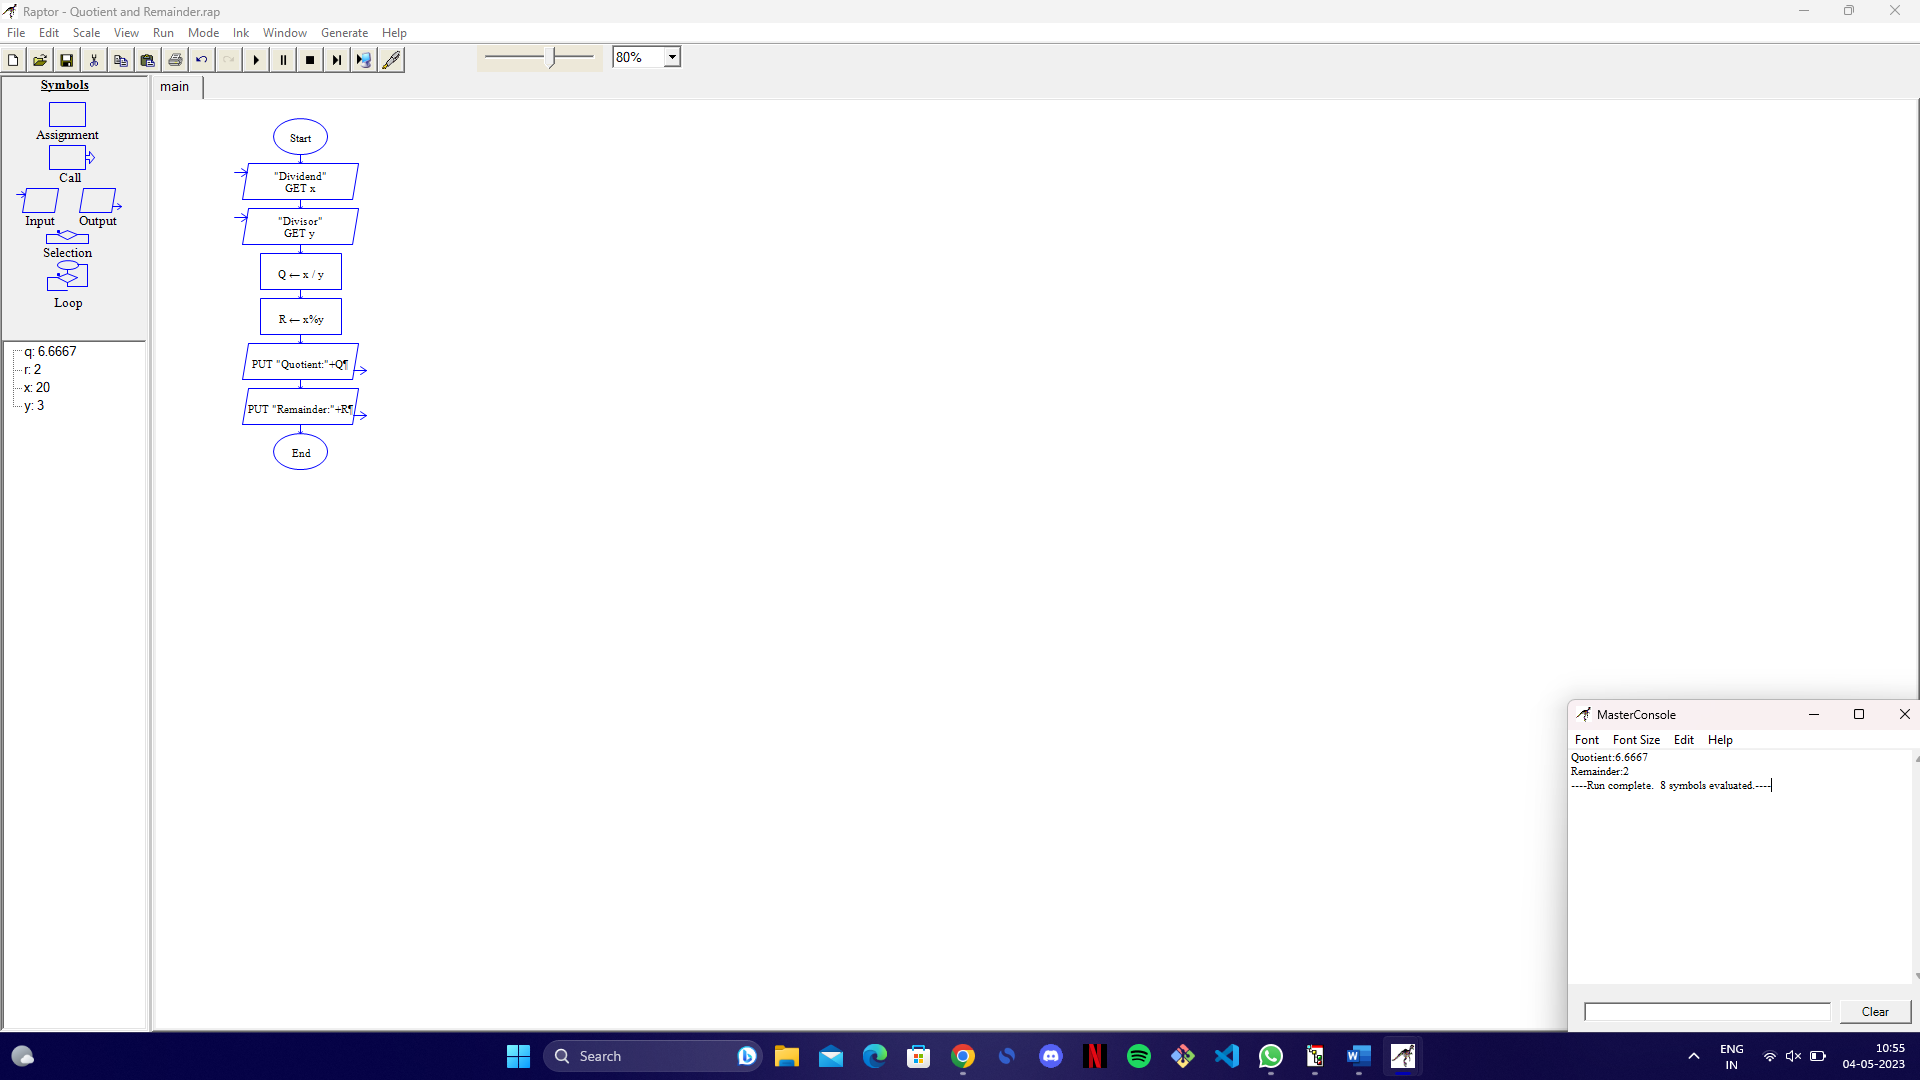 Raptor - Quotient and Remainder.rap
File Edit Scale View Run Mode Ink Window Generate Help
80%
Symbols
Assignment
Call
Input Output
Selection
Loop
q: 6.6667
r: 2
x: 20
y: 3
main
Start
"Dividend"
GET x
"Divisor"
GET y
Q ← x / y
R ← x%y
PUT "Quotient:"+Q¶
PUT "Remainder:"+R¶
End
MasterConsole
Font Font Size Edit Help
Quotient:6.6667
Remainder:2
----Run complete.  8 symbols evaluated.----
Clear
Search
ENG
IN
10:55
04-05-2023